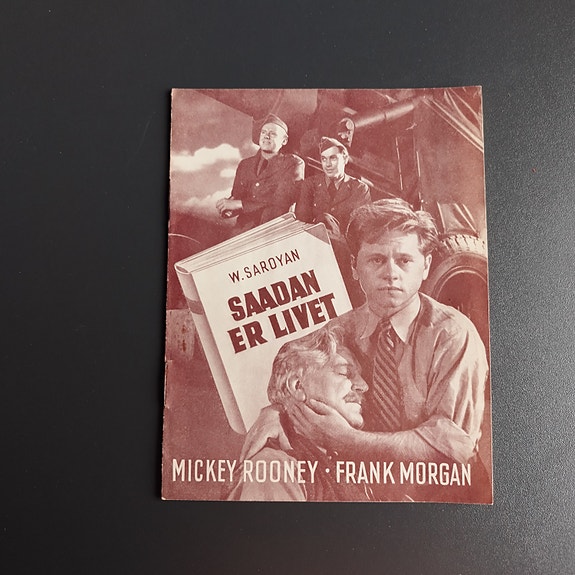 W. SAROYAN
SAADAN
ER LIVET
MICKEY ROONEY · FRANK MORGAN